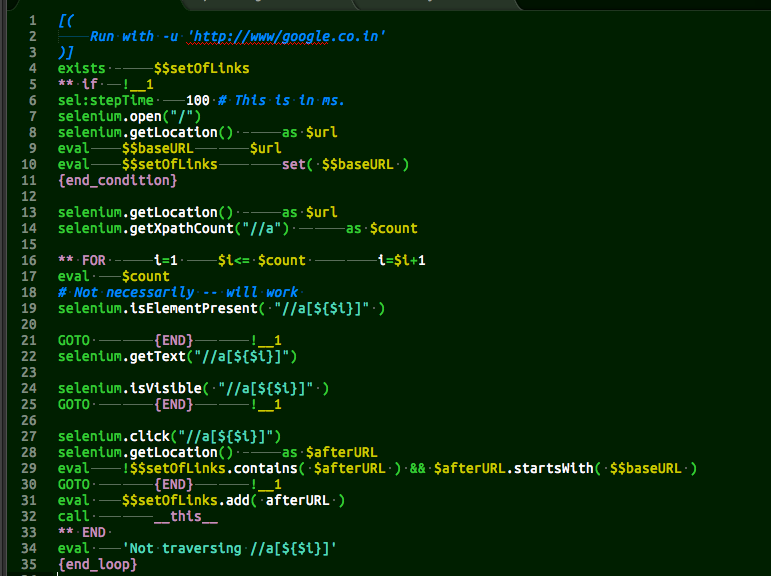 1 [(
2 Run with -u 'http://www/google.co.in'
3 )]
4 exists $$setOfLinks
5 ** if !__1
6 sel:stepTime 100 # This is in ms.
7 selenium.open("/")
8 selenium.getLocation() as $url
9 eval $$baseURL $url
10 eval $$setOfLinks set( $$baseURL )
11 {end_condition}
12
13 selenium.getLocation() as $url
14 selenium.getXpathCount("//a") as $count
15
16 ** FOR i=1 $i<= $count i=$i+1
17 eval $count
18 # Not necessarily -- will work
19 selenium.isElementPresent( "//a[${$i}]" )
20
21 GOTO {END} !__1
22 selenium.getText("//a[${$i}]")
23
24 selenium.isVisible( "//a[${$i}]" )
25 GOTO {END} !__1
26
27 selenium.click("//a[${$i}]")
28 selenium.getLocation() as $afterURL
29 eval !$$setOfLinks.contains( $afterURL ) && $afterURL.startsWith( $$baseURL )
30 GOTO {END} !__1
31 eval $$setOfLinks.add( afterURL )
32 call __this__
33 ** END
34 eval 'Not traversing //a[${$i}]'
35 {end_loop}